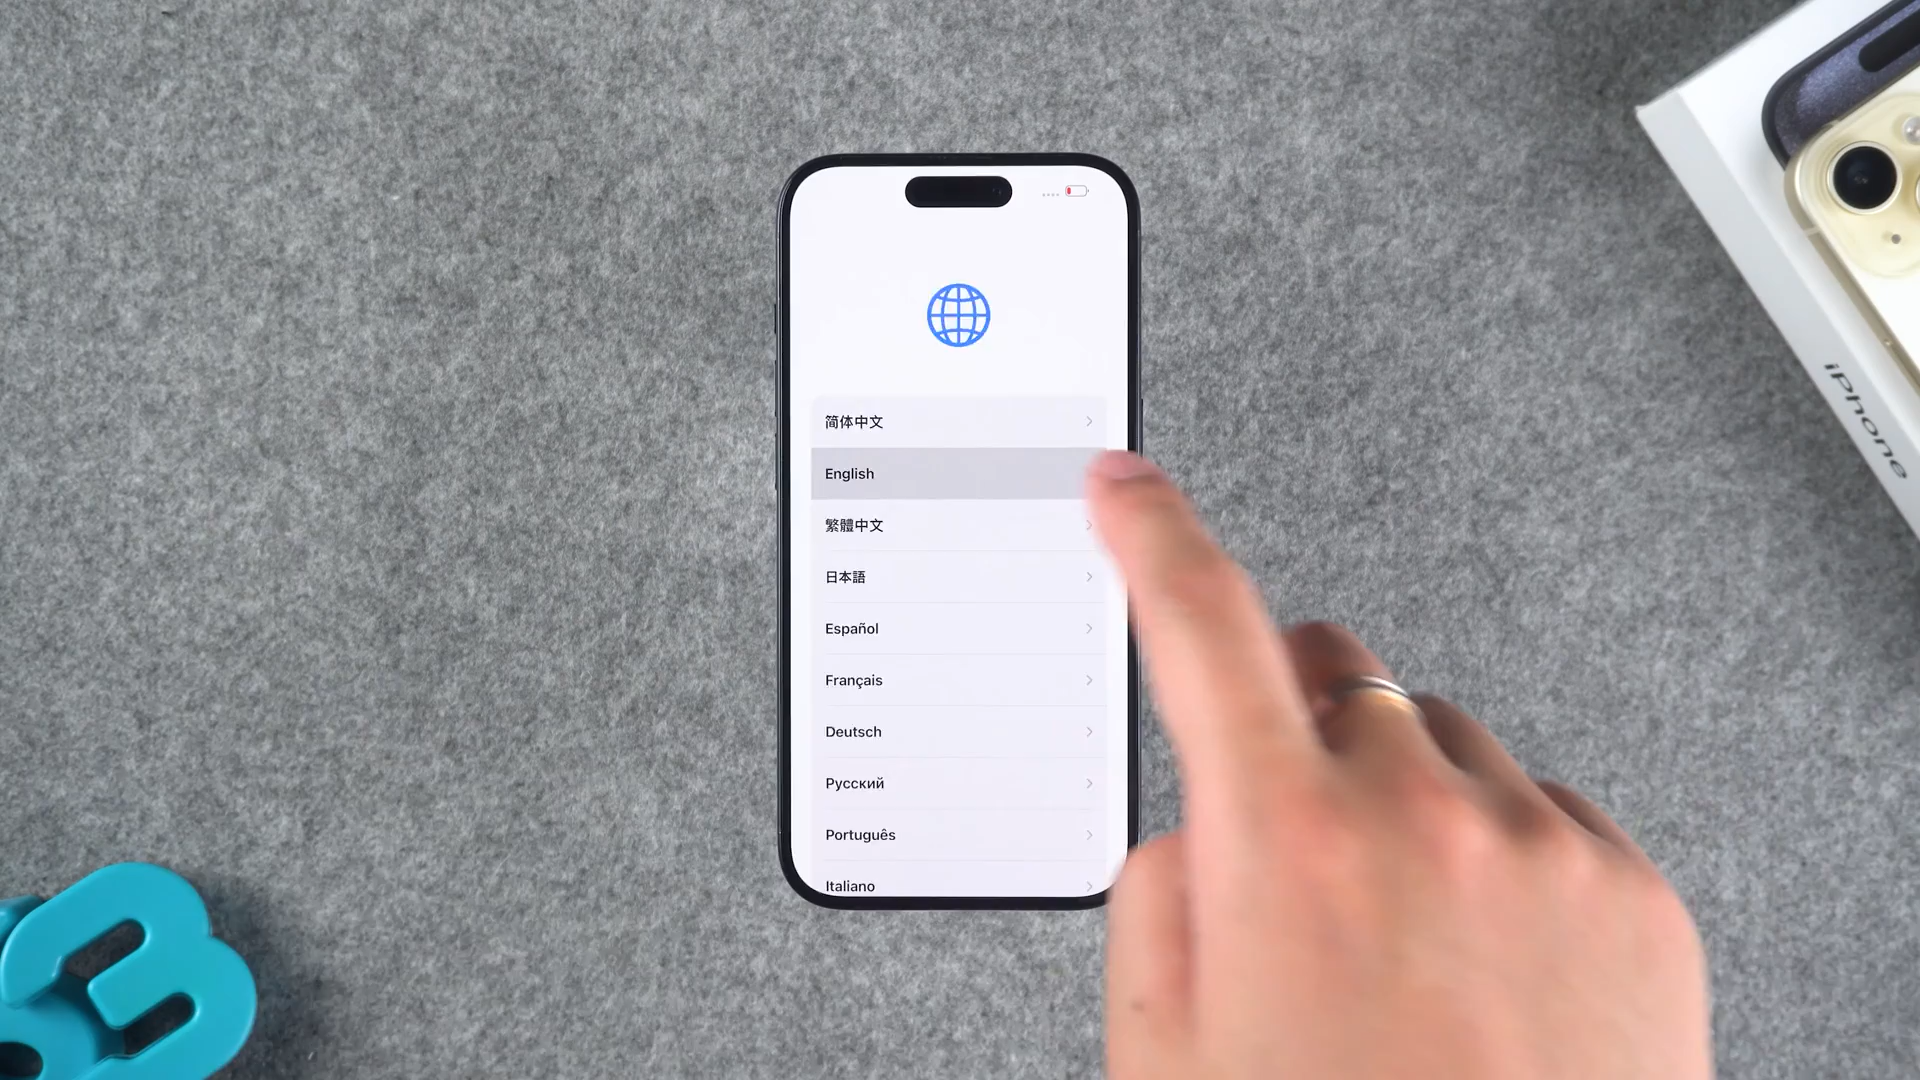 简体中文
English
繁體中文
日本語
Español
Français
Deutsch
Русский
Português
Italiano
iPhone